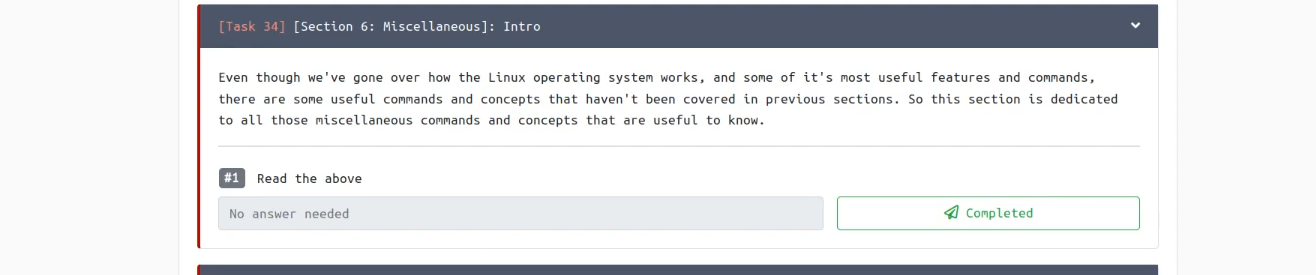 [Task 34] [Section 6: Miscellaneous]: Intro
Even though we've gone over how the Linux operating system works, and some of it's most useful features and commands,
there are some useful commands and concepts that haven't been covered in previous sections. So this section is dedicated
to all those miscellaneous commands and concepts that are useful to know.
#1 Read the above
No answer needed
Completed